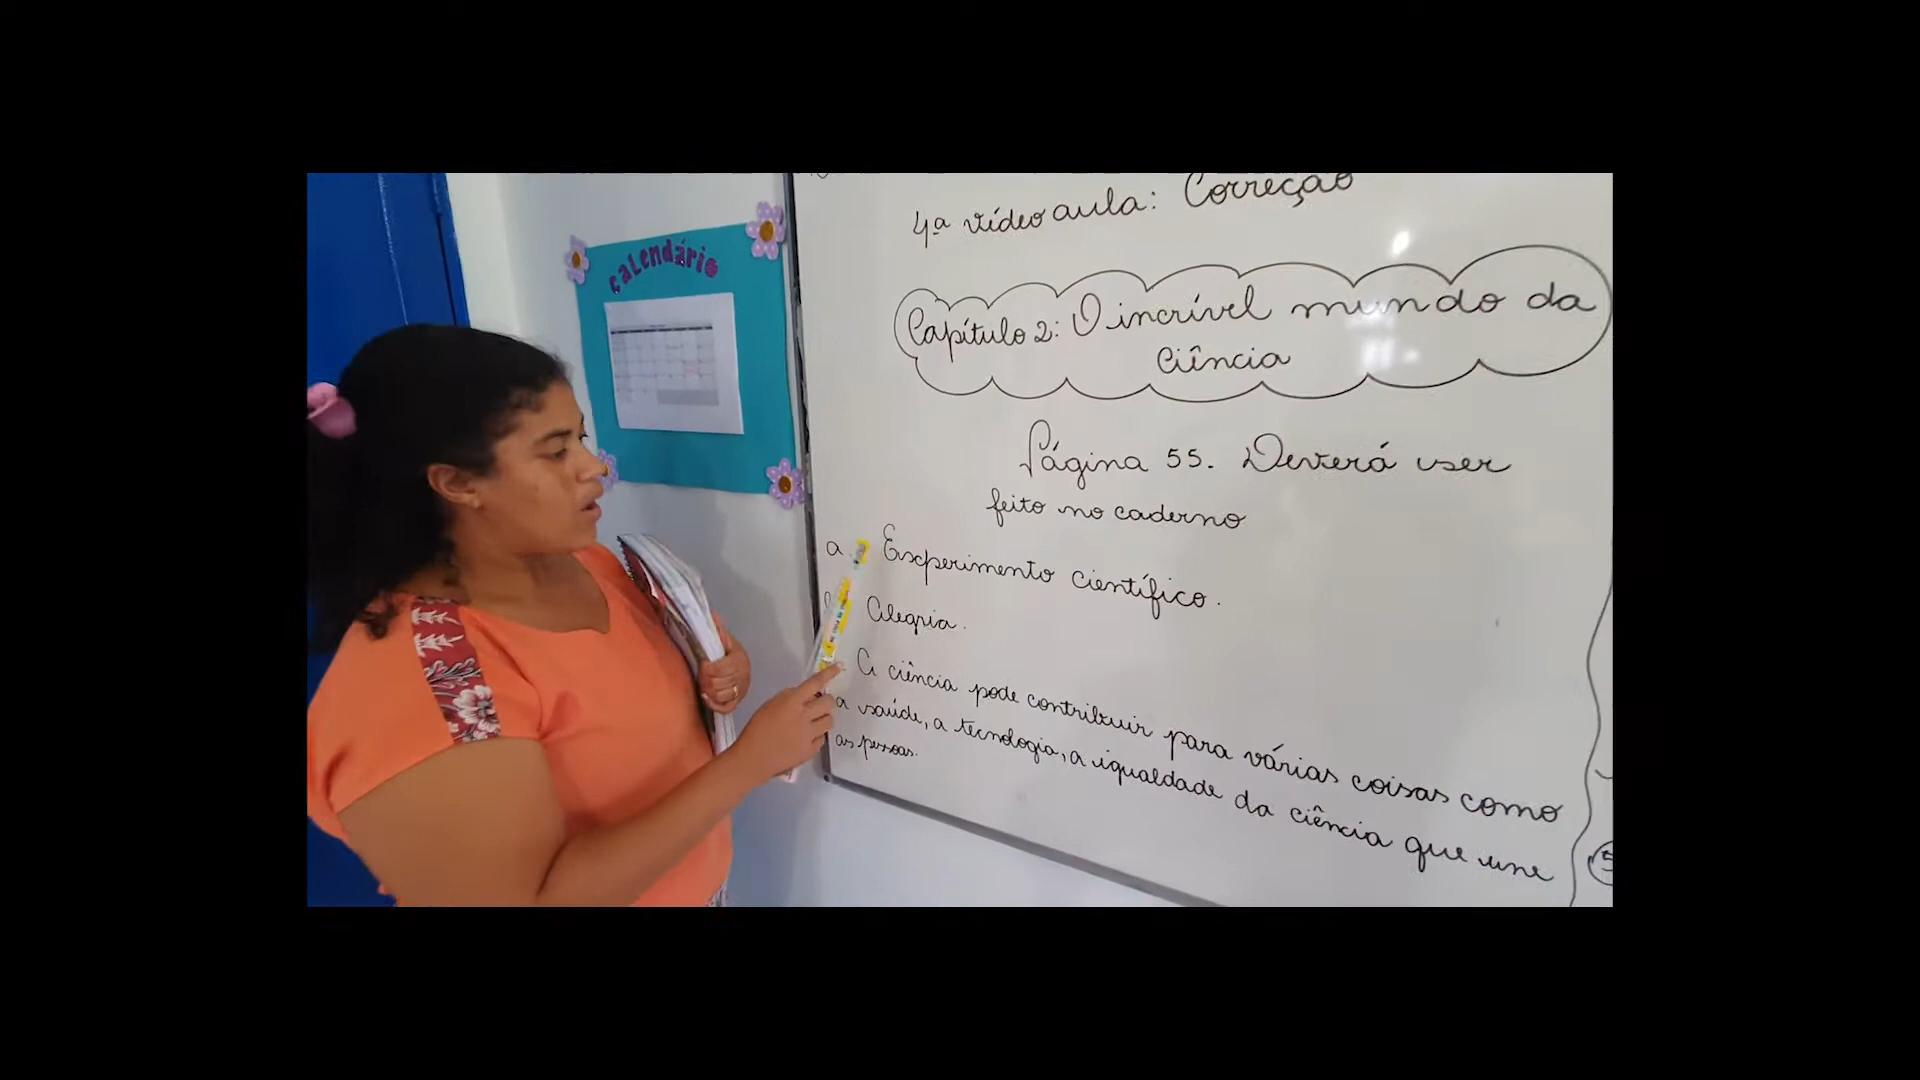 calendário
4ª vídeo aula: Correção
Capítulo 2: O incrível mundo da
Ciência
Página 55. Deverá ser
feito no caderno
a. Experimento científico.
Alegria.
A ciência pode contribuir para várias coisas como
a saúde, a tecnologia, a igualdade da ciência que une
as pessoas.